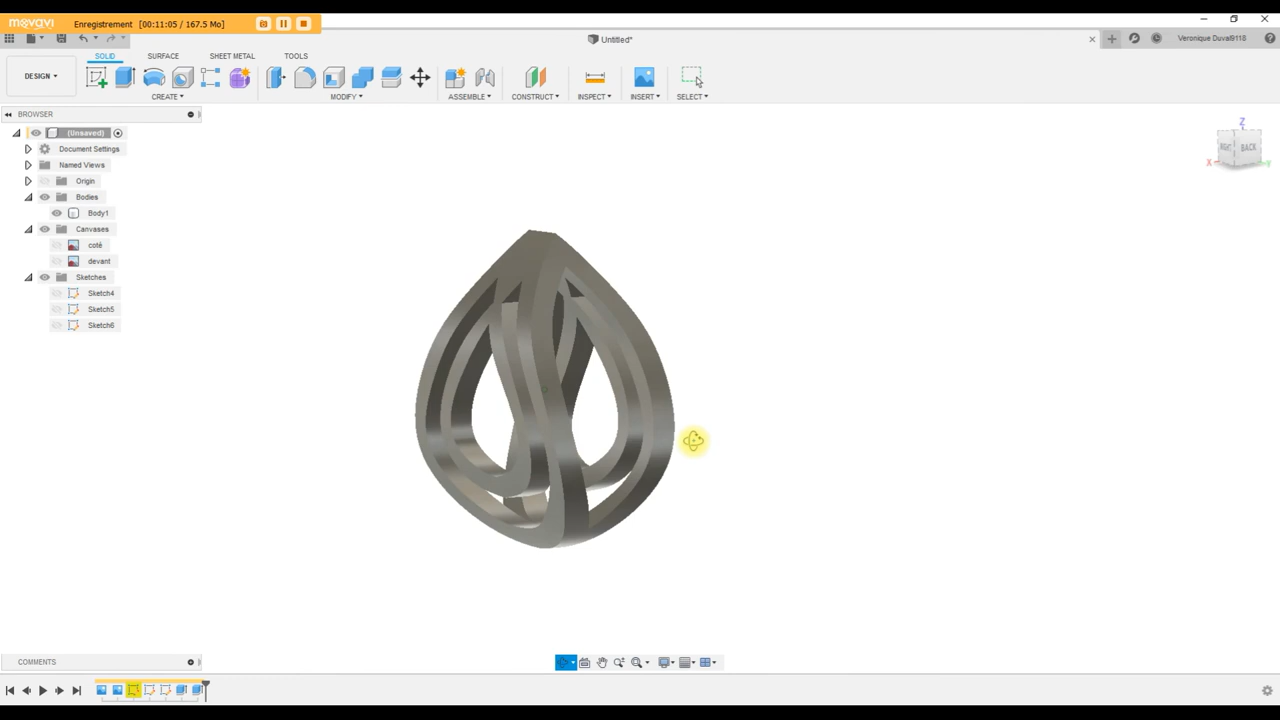 movavi Enregistrement [00:11:05 / 167.5 Mo]
Untitled*
Veronique Duval9118
SOLID SURFACE SHEET METAL TOOLS
DESIGN
CREATE MODIFY ASSEMBLE CONSTRUCT INSPECT INSERT SELECT
BROWSER
(Unsaved)
Document Settings
Named Views
Origin
Bodies
Body1
Canvases
coté
devant
Sketches
Sketch4
Sketch5
Sketch6
Z
BACK
X
Y
COMMENTS